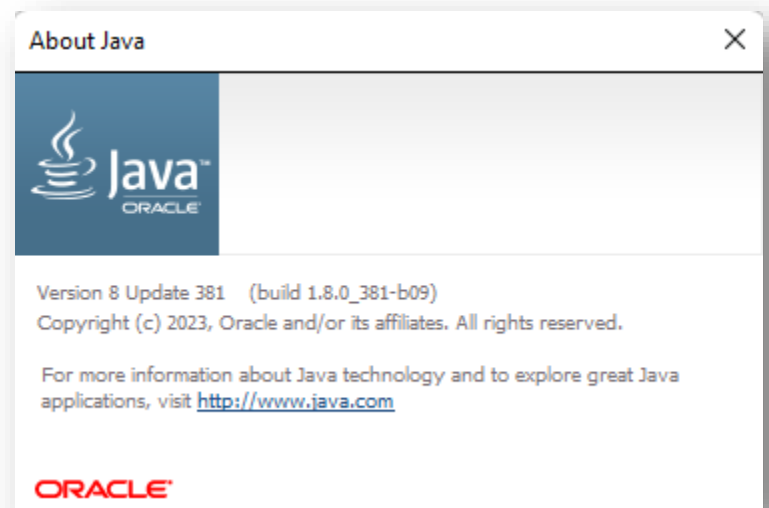 About Java
Java™
ORACLE
Version 8 Update 381 (build 1.8.0_381-b09)
Copyright (c) 2023, Oracle and/or its affiliates. All rights reserved.
For more information about Java technology and to explore great Java
applications, visit http://www.java.com
ORACLE